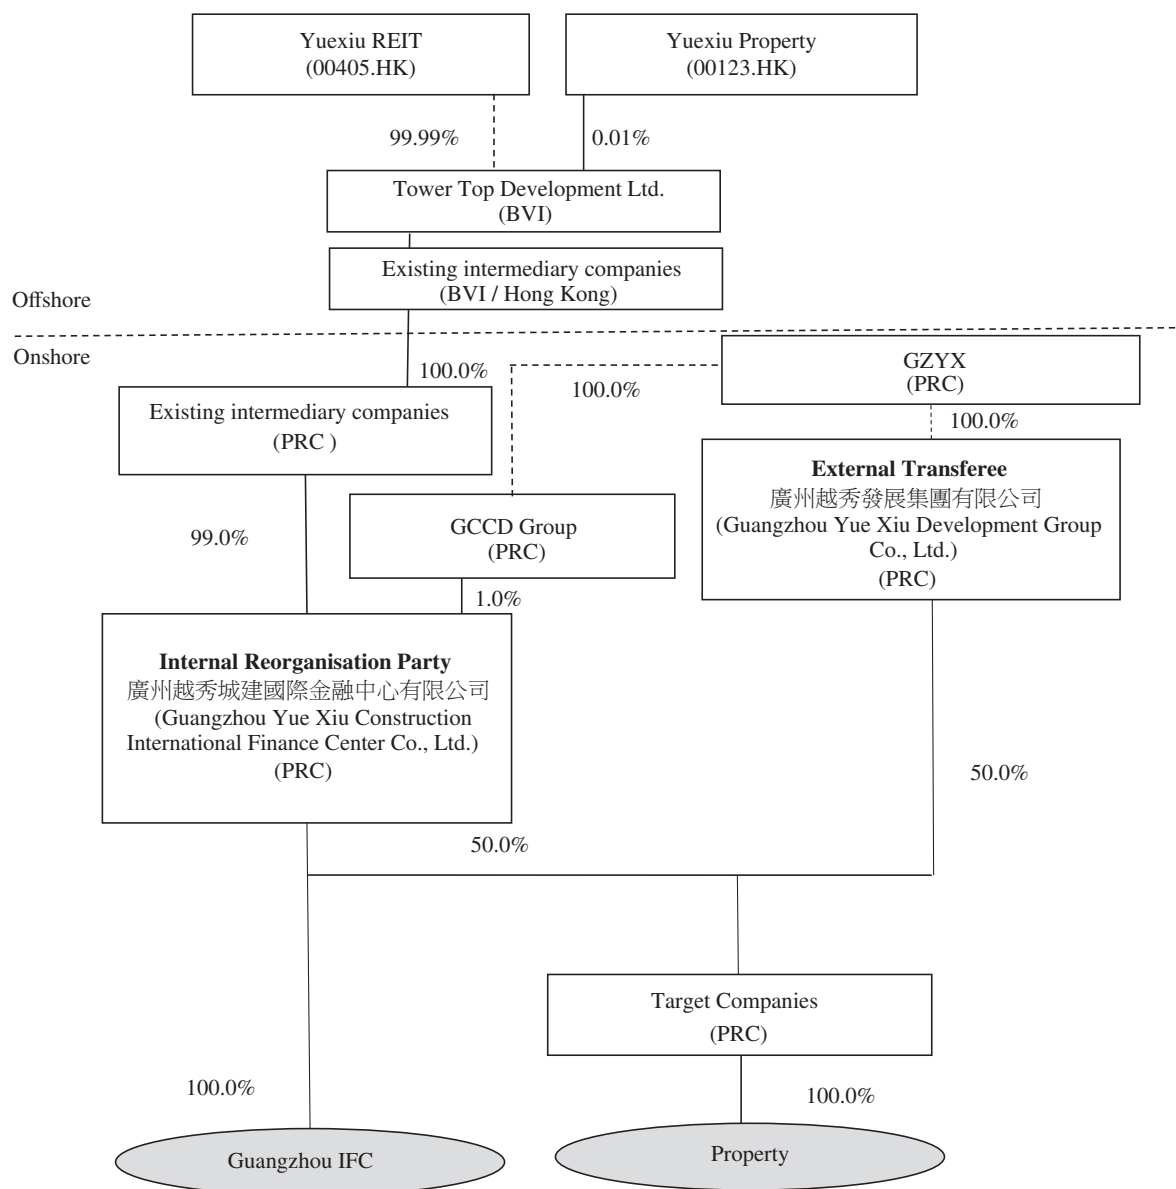 Yuexiu REIT
(00405.HK)
Yuexiu Property
(00123.HK)
99.99%
0.01%
Tower Top Development Ltd.
(BVI)
Existing intermediary companies
(BVI / Hong Kong)
Offshore
Onshore
100.0%
100.0%
GZYX
(PRC)
100.0%
Existing intermediary companies
(PRC )
External Transferee
廣州越秀發展集團有限公司
(Guangzhou Yue Xiu Development Group
Co., Ltd.)
(PRC)
99.0%
GCCD Group
(PRC)
1.0%
Internal Reorganisation Party
廣州越秀城建國際金融中心有限公司
(Guangzhou Yue Xiu Construction
International Finance Center Co., Ltd.)
(PRC)
50.0%
50.0%
Target Companies
(PRC)
100.0%
100.0%
Guangzhou IFC
Property